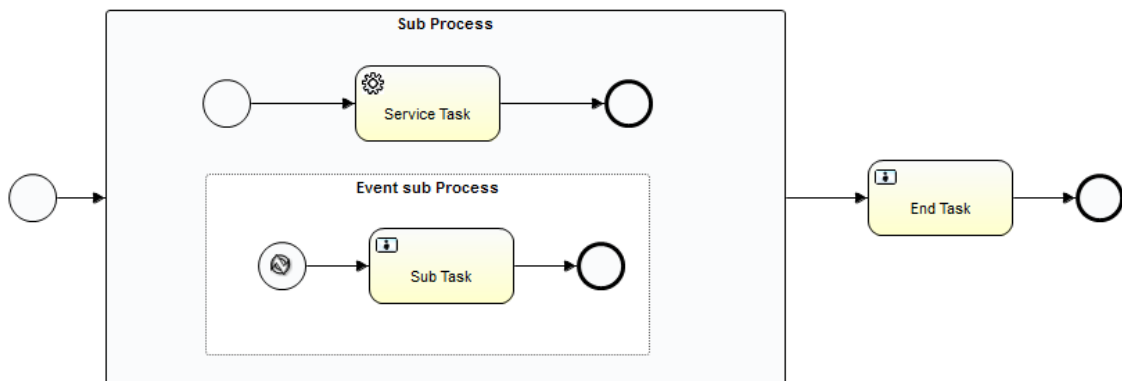 Sub Process
Service Task
Event sub Process
Sub Task
End Task